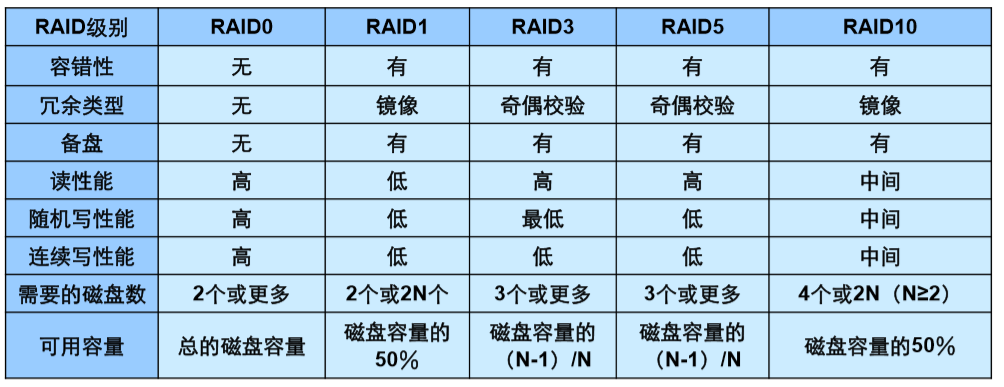 RAID级别 RAID0 RAID1 RAID3 RAID5 RAID10
容错性 无 有 有 有 有
冗余类型 无 镜像 奇偶校验 奇偶校验 镜像
备盘 无 有 有 有 有
读性能 高 低 高 高 中间
随机写性能 高 低 最低 低 中间
连续写性能 高 低 低 低 中间
需要的磁盘数 2个或更多 2个或2N个 3个或更多 3个或更多 4个或2N（N≥2）
可用容量 总的磁盘容量 磁盘容量的 磁盘容量的 磁盘容量的 磁盘容量的50%
50% （N-1）/N （N-1）/N